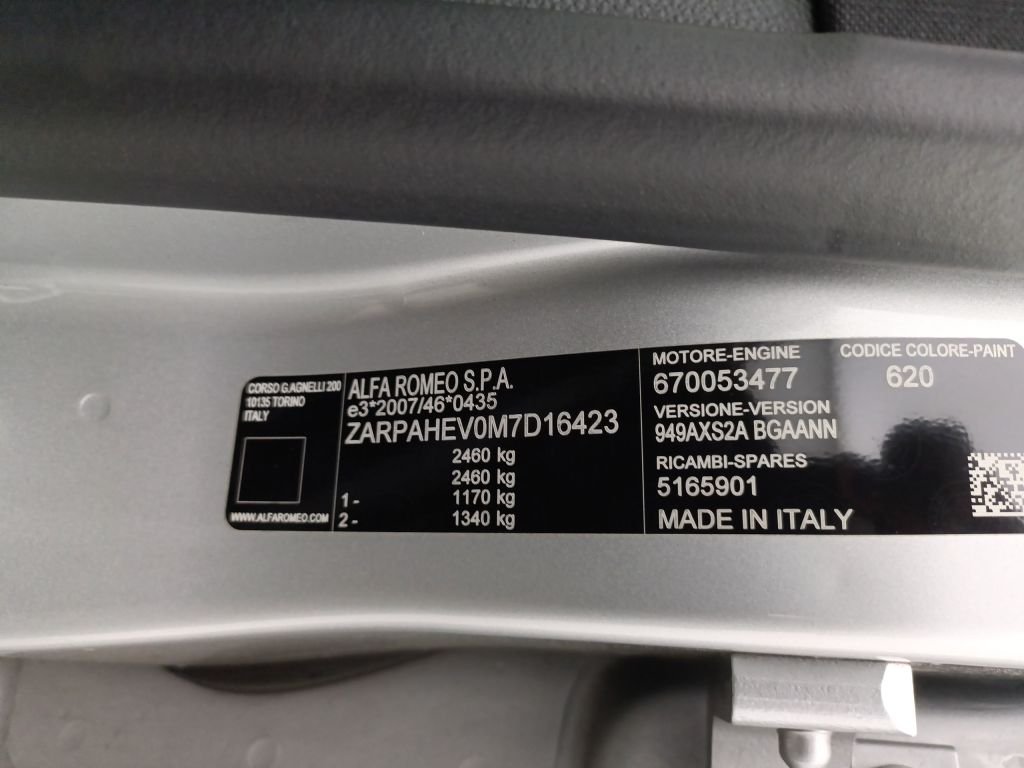 CORSO G.AGNELLI 200
10135 TORINO
ITALY
WWW.ALFAROMEO.COM
ALFA ROMEO S.P.A.
e3*2007/46*0435
ZARPAHEV0M7D16423
2460 kg
2460 kg
1- 1170 kg
2- 1340 kg
MOTORE-ENGINE
670053477
VERSIONE-VERSION
949AXS2A BGAANN
RICAMBI-SPARES
5165901
MADE IN ITALY
CODICE COLORE-PAINT
620